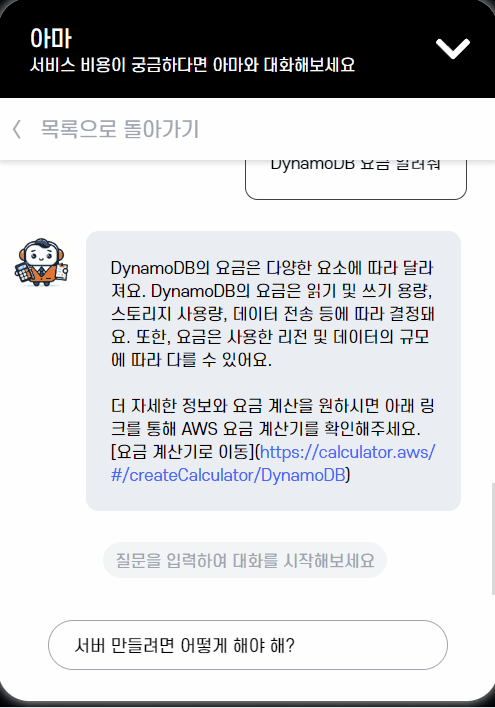 아마
서비스 비용이 궁금하다면 아마와 대화해보세요
목록으로 돌아가기
DynamoDB 요금 알려줘
DynamoDB의 요금은 다양한 요소에 따라 달라
져요. DynamoDB의 요금은 읽기 및 쓰기 용량,
스토리지 사용량, 데이터 전송 등에 따라 결정돼
요. 또한, 요금은 사용한 리전 및 데이터의 규모
에 따라 다를 수 있어요.
더 자세한 정보와 요금 계산을 원하시면 아래 링
크를 통해 AWS 요금 계산기를 확인해주세요.
[요금 계산기로 이동](https://calculator.aws/
#/createCalculator/DynamoDB)
질문을 입력하여 대화를 시작해보세요
서버 만들려면 어떻게 해야 해?